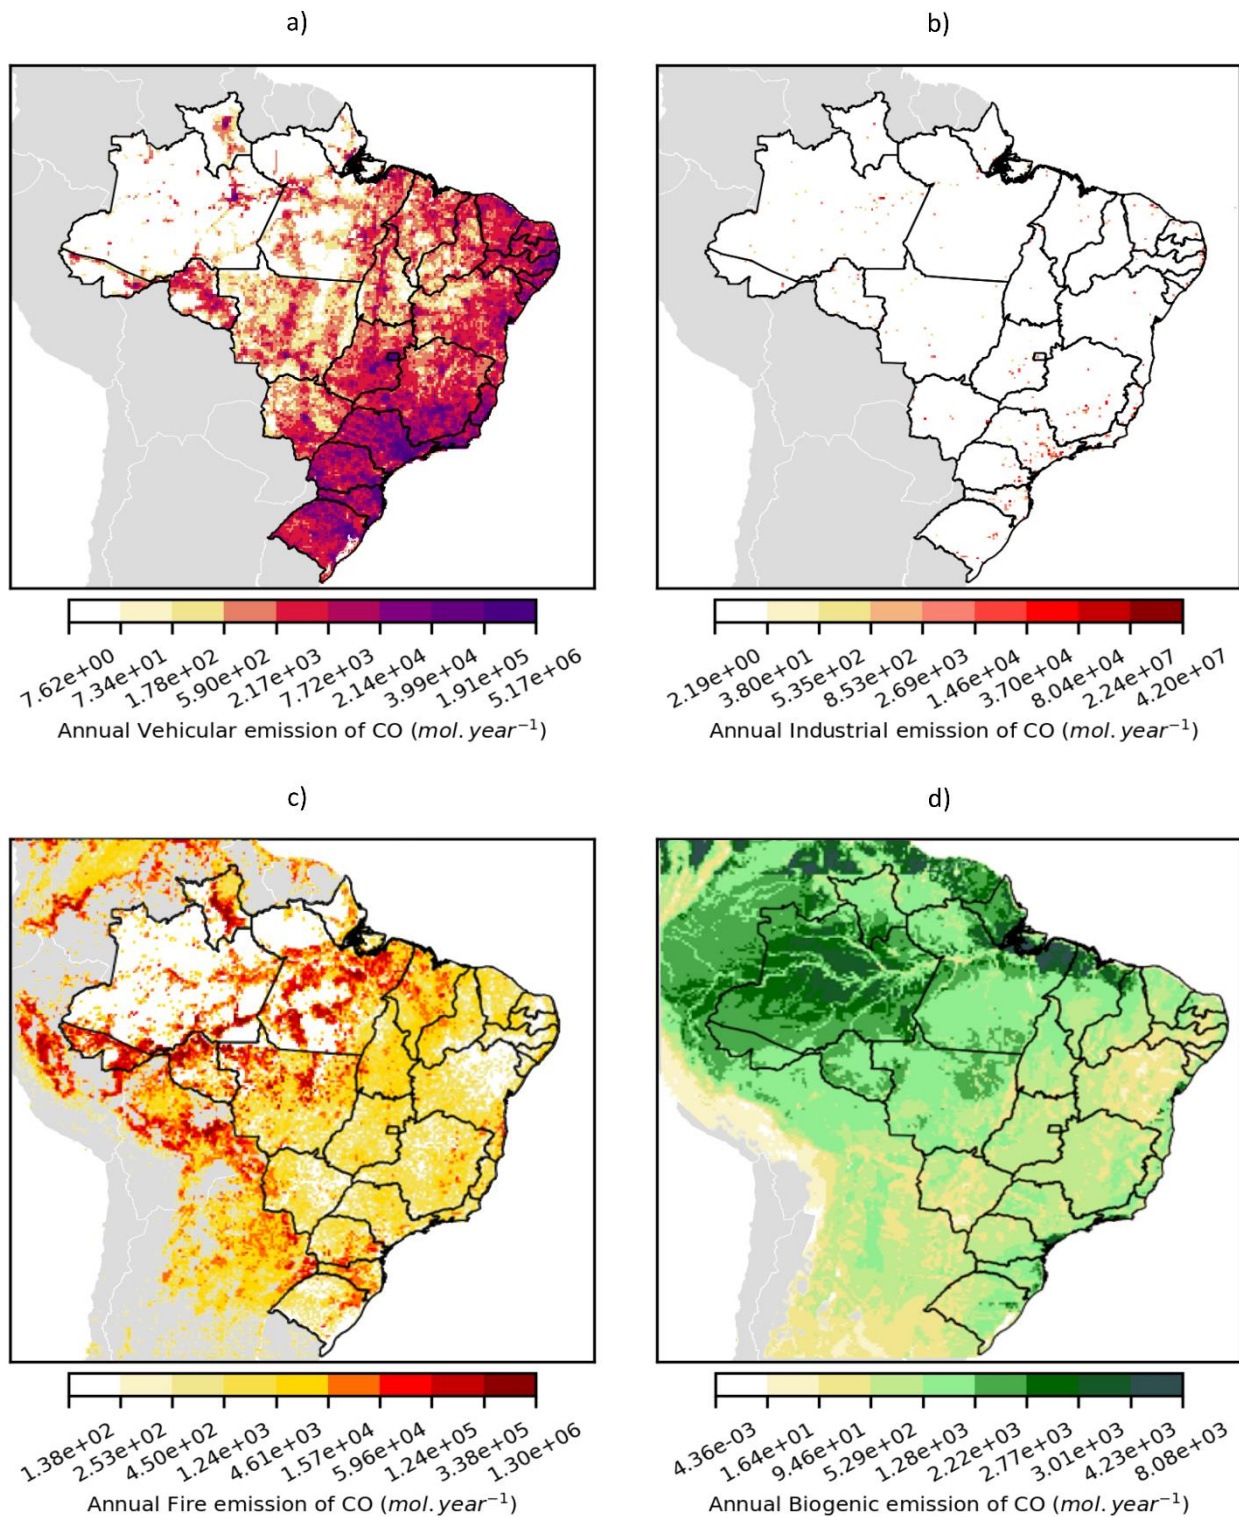 a)
b)
7.62e+00 7.34e+01 1.78e+02 5.90e+02 2.17e+03 7.72e+03 2.14e+04 3.99e+04 1.91e+05 5.17e+06
Annual Vehicular emission of CO (mol. year⁻¹)
2.19e+00 3.80e+01 5.35e+02 8.53e+02 2.69e+03 1.46e+04 3.70e+04 8.04e+04 2.24e+07 4.20e+07
Annual Industrial emission of CO (mol. year⁻¹)
c)
d)
1.38e+02 2.53e+02 4.50e+02 1.24e+03 4.61e+03 1.57e+04 5.96e+04 1.24e+05 3.38e+05 1.30e+06
Annual Fire emission of CO (mol. year⁻¹)
4.36e-03 1.64e+01 9.46e+01 5.29e+02 1.28e+03 2.22e+03 2.77e+03 3.01e+03 4.23e+03 8.08e+03
Annual Biogenic emission of CO (mol. year⁻¹)